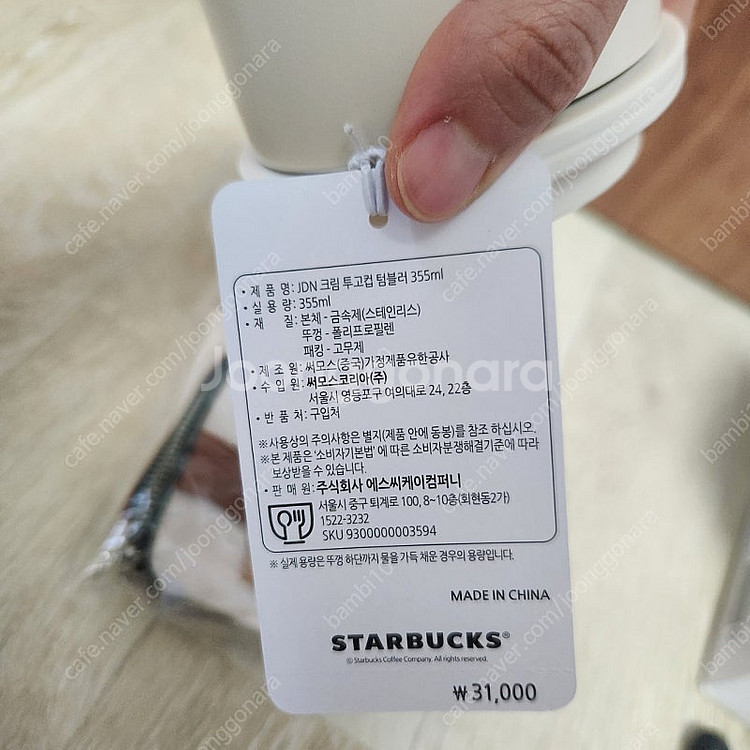 • 제 품 명: JDN 크림 투고컵 텀블러 355ml
• 실 용 량: 355ml
• 재 질: 본체 - 금속제(스테인리스)
뚜껑 - 폴리프로필렌
패킹 - 고무제
• 제 조 원: 써모스(중국)가정제품유한공사
• 수 입 원: 써모스코리아(주)
서울시 영등포구 여의대로 24, 22층
• 반 품 처: 구입처
※사용상의 주의사항은 별지(제품 안에 동봉)를 참조 하십시오.
※본 제품은 '소비자기본법'에 따른 소비자분쟁해결기준에 따라
보상받을 수 있습니다.
• 판 매 원: 주식회사 에스씨케이컴퍼니
서울시 중구 퇴계로 100, 8~10층(회현동2가)
1522-3232
SKU 9300000003594
※ 실제 용량은 뚜껑 하단까지 물을 가득 채운 경우의 용량입니다.
MADE IN CHINA
STARBUCKS®
© Starbucks Coffee Company. All rights reserved.
₩31,000
Joonggonara
cafe.naver.com/joonggonara
cafe.naver.com/joonggonara
cafe.naver.com/joonggonara